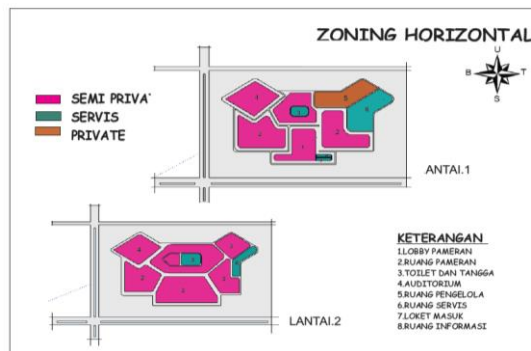 ZONING HORIZONTAL
U
B T
S
SEMI PRIVA
SERVIS
PRIVATE
ANTAI.1
LANTAI.2
KETERANGAN
1.LOBBY PAMERAN
2.RUANG PAMERAN
3.TOILET DAN TANGGA
4.AUDITORIUM
5.RUANG PENGELOLA
6.RUANG SERVIS
7.LOKET MASUK
8.RUANG INFORMASI